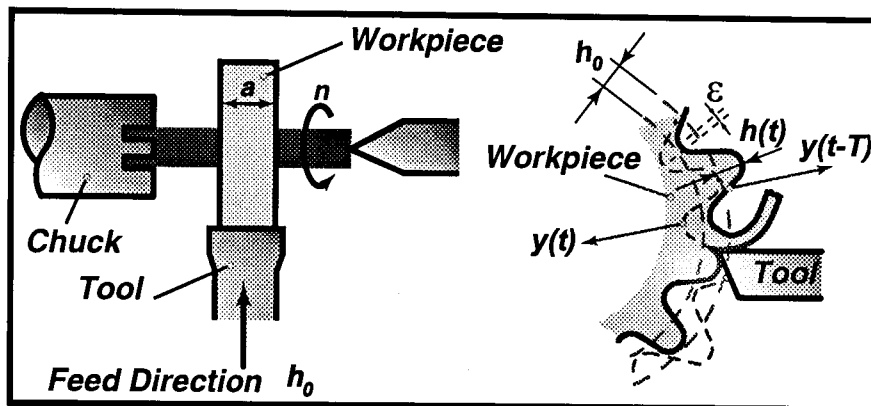 Workpiece
a
n
Chuck
Tool
Feed Direction h₀
h₀
ε
h(t)
y(t-T)
Workpiece
y(t)
Tool